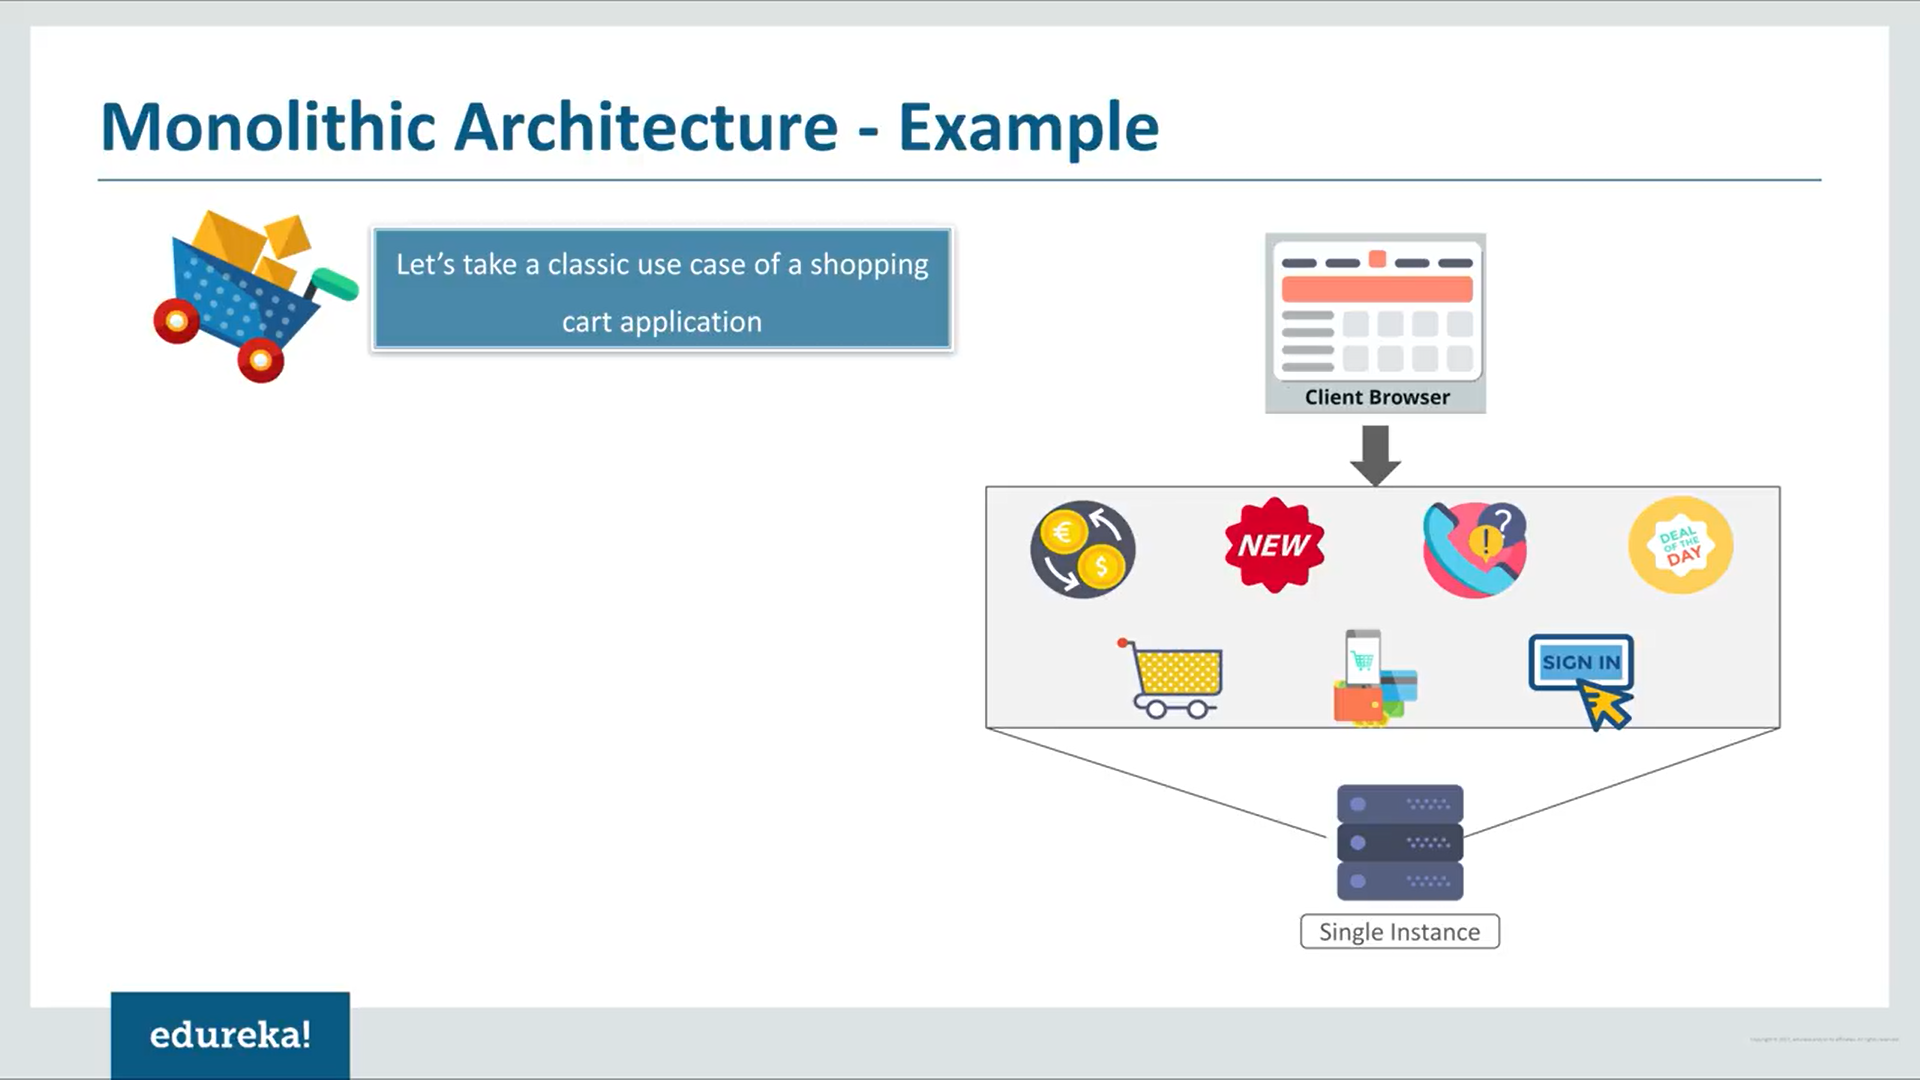 Monolithic Architecture - Example
Let's take a classic use case of a shopping
cart application
Client Browser
€
$
NEW
?
!
DEAL
OF THE
DAY
SIGN IN
Single Instance
edureka!